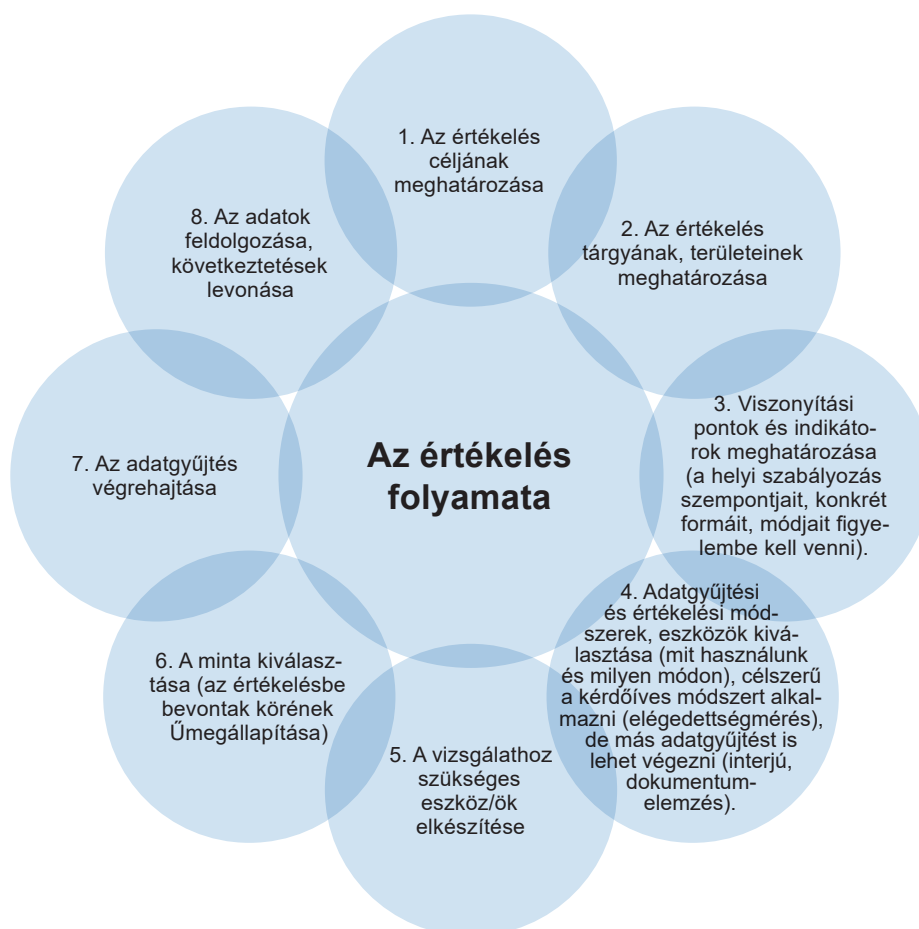 1. Az értékelés
céljának
meghatározása
2. Az értékelés
tárgyának, területeinek
meghatározása
3. Viszonyítási
pontok és indikáto-
rok meghatározása
(a helyi szabályozás
szempontjait, konkrét
formáit, módjait figye-
lembe kell venni).
4. Adatgyűjtési
és értékelési mód-
szerek, eszközök kivá-
lasztása (mit használunk
és milyen módon), célszerű
a kérdőíves módszert alkal-
mazni (elégedettségmérés),
de más adatgyűjtést is
lehet végezni (interjú,
dokumentum-
elemzés).
5. A vizsgálathoz
szükséges
eszköz/ök
elkészítése
6. A minta kiválasz-
tása (az értékelésbe
bevontak körének
Űmegállapítása)
7. Az adatgyűjtés
végrehajtása
8. Az adatok
feldolgozása,
következtetések
levonása
Az értékelés
folyamata